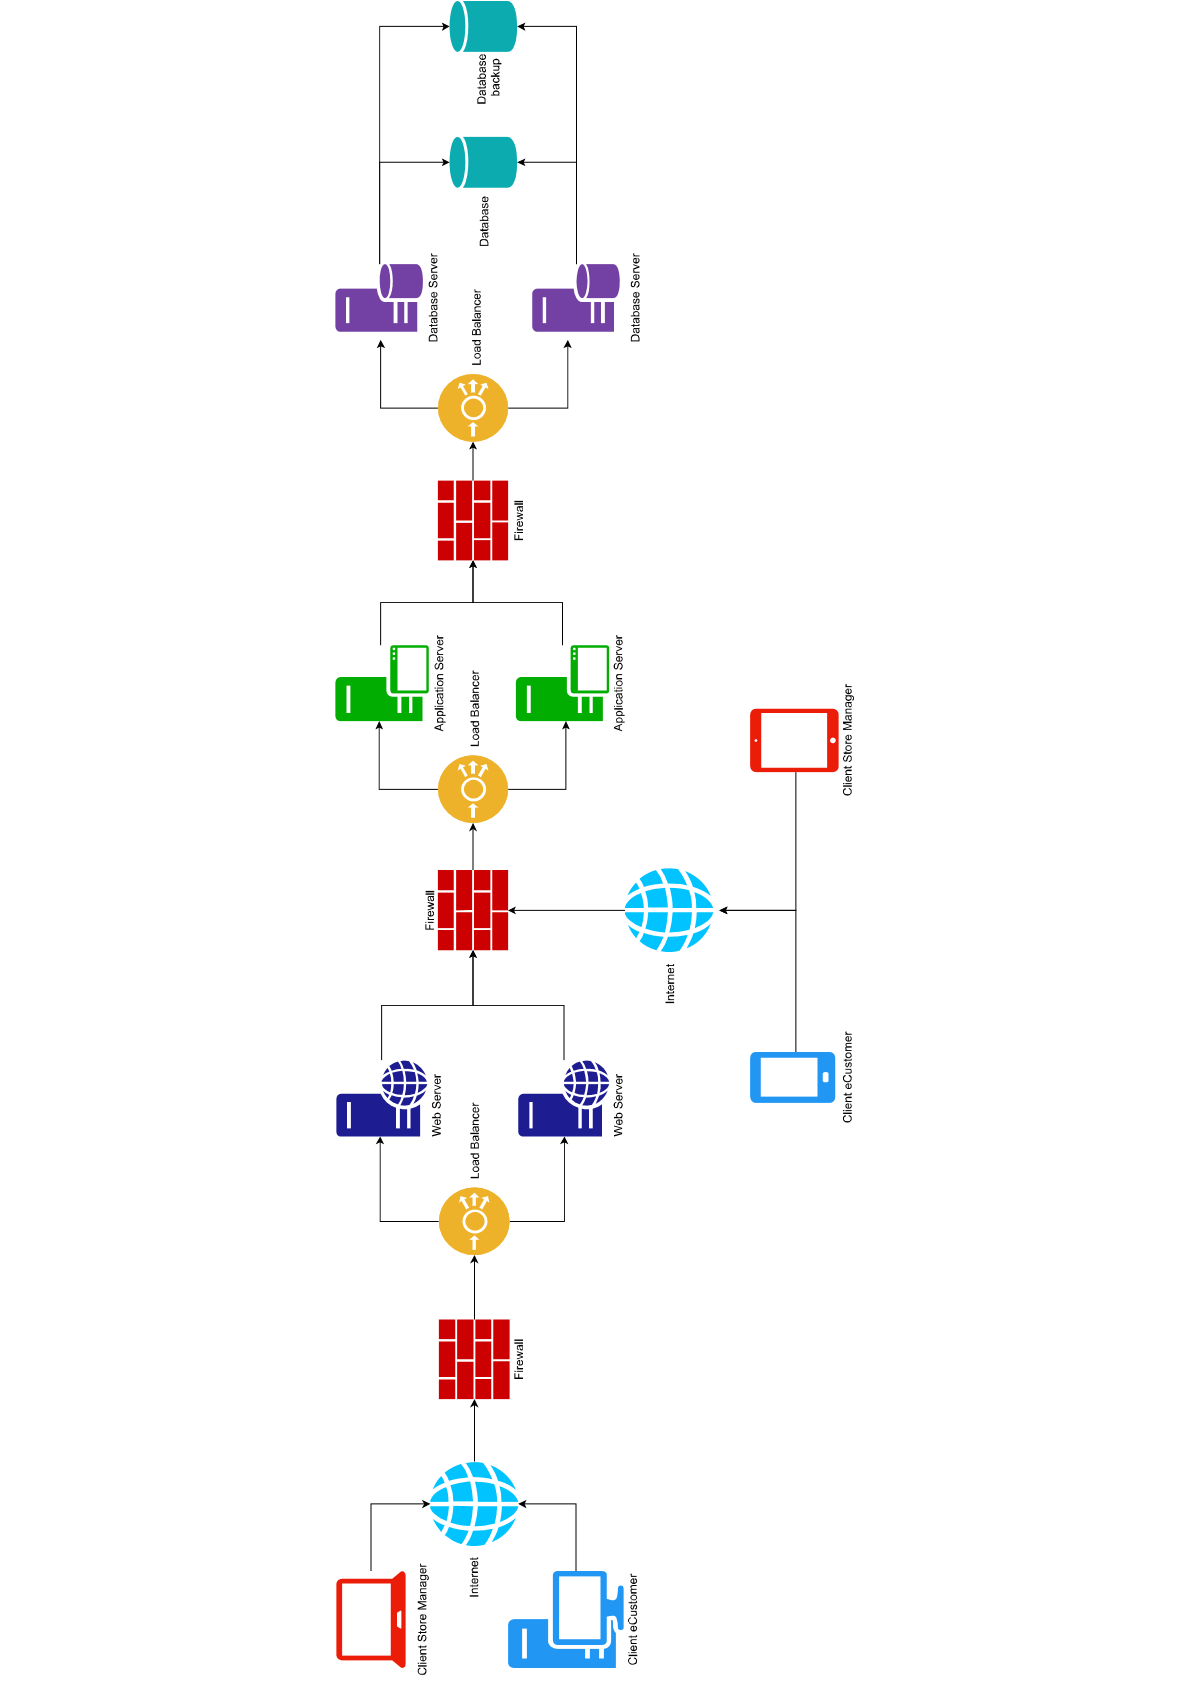 Client Store Manager
Client eCustomer
Internet
Firewall
Load Balancer
Web Server
Web Server
Firewall
Internet
Client eCustomer
Client Store Manager
Load Balancer
Application Server
Application Server
Firewall
Load Balancer
Database Server
Database Server
Database
Database
backup